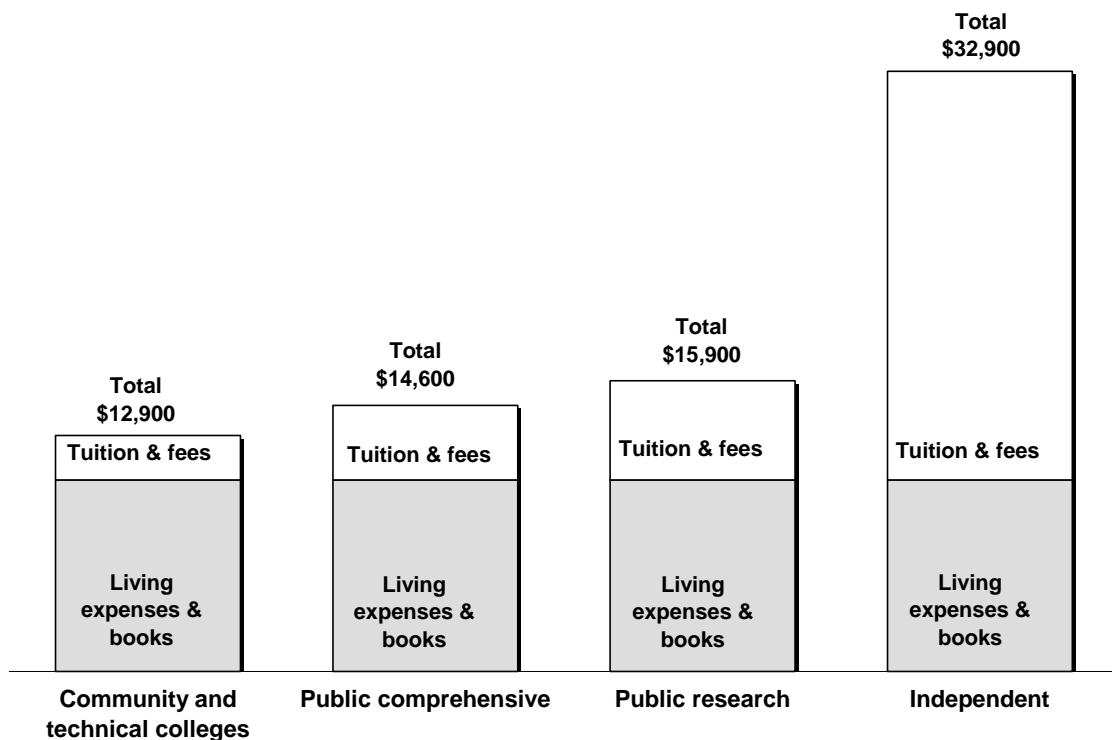 Total
$32,900
Total
$15,900
Total
$14,600
Total
$12,900
Tuition & fees
Tuition & fees
Tuition & fees
Tuition & fees
Living
expenses &
books
Living
expenses &
books
Living
expenses &
books
Living
expenses &
books
Community and
technical colleges
Public comprehensive
Public research
Independent